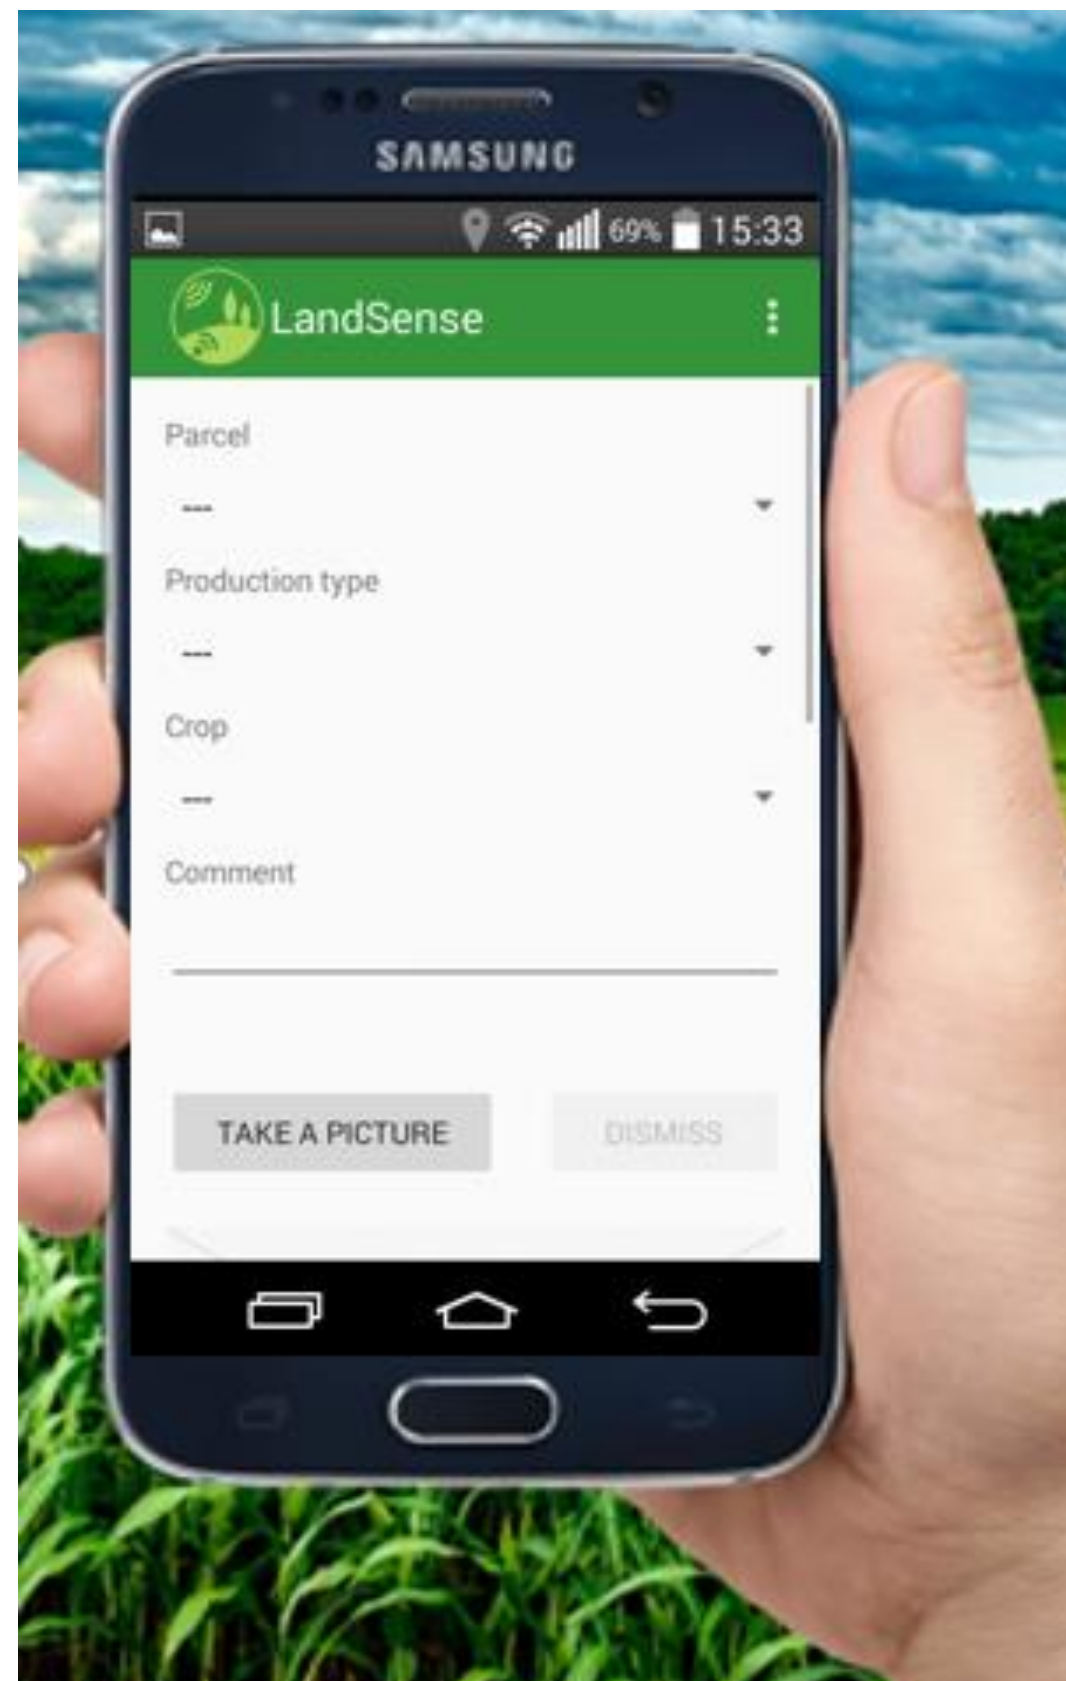 SAMSUNG
69% 15:33
LandSense
Parcel
---
Production type
---
Crop
---
Comment
TAKE A PICTURE DISMISS